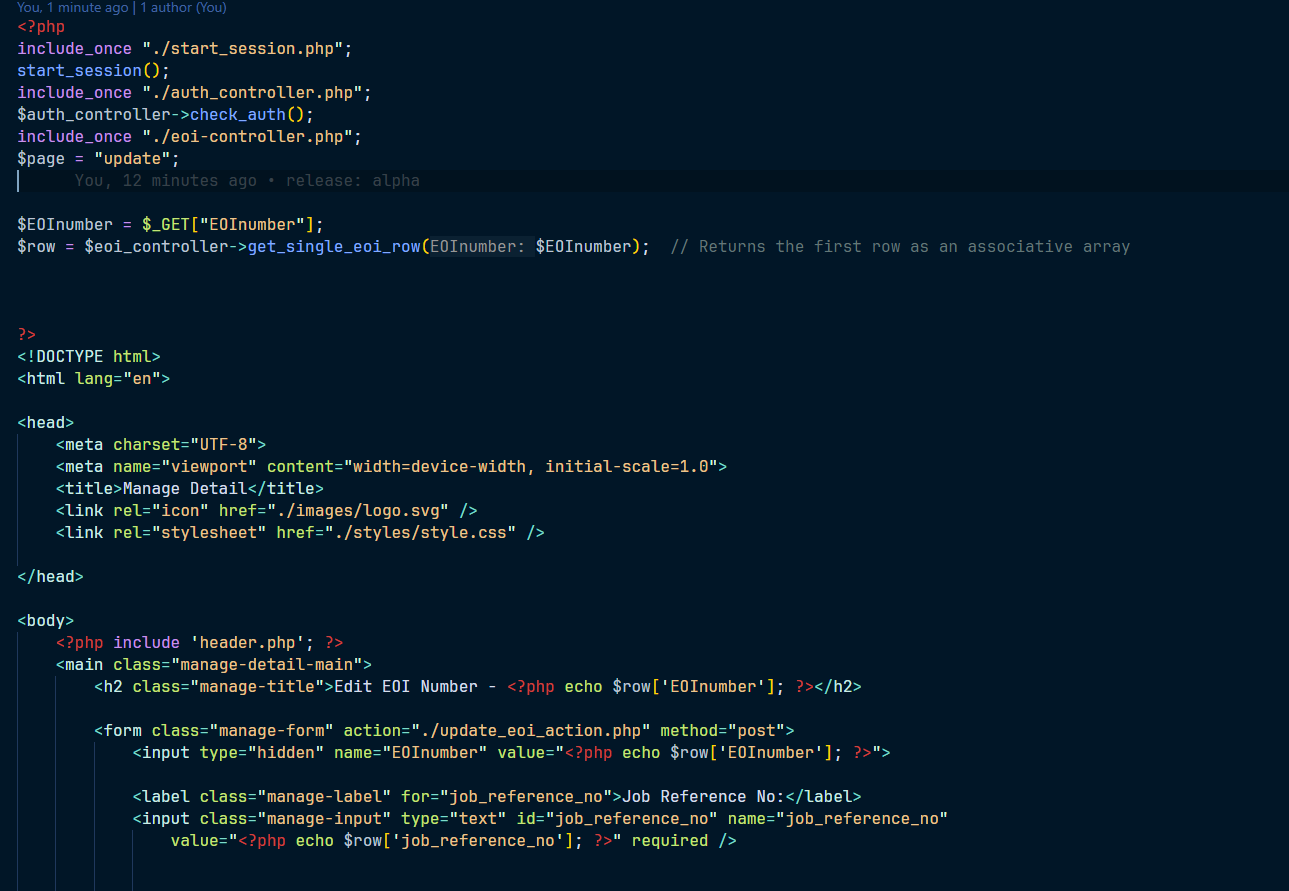 You, 1 minute ago | 1 author (You)
<?php
include_once "./start_session.php";
start_session();
include_once "./auth_controller.php";
$auth_controller->check_auth();
include_once "./eoi-controller.php";
$page = "update";
You, 12 minutes ago • release: alpha
$EOInumber = $_GET["EOInumber"];
$row = $eoi_controller->get_single_eoi_row(EOInumber: $EOInumber);  // Returns the first row as an associative array
?>
<!DOCTYPE html>
<html lang="en">
<head>
    <meta charset="UTF-8">
    <meta name="viewport" content="width=device-width, initial-scale=1.0">
    <title>Manage Detail</title>
    <link rel="icon" href="./images/logo.svg" />
    <link rel="stylesheet" href="./styles/style.css" />
</head>
<body>
    <?php include 'header.php'; ?>
    <main class="manage-detail-main">
        <h2 class="manage-title">Edit EOI Number - <?php echo $row['EOInumber']; ?></h2>
        <form class="manage-form" action="./update_eoi_action.php" method="post">
            <input type="hidden" name="EOInumber" value="<?php echo $row['EOInumber']; ?>">
            <label class="manage-label" for="job_reference_no">Job Reference No:</label>
            <input class="manage-input" type="text" id="job_reference_no" name="job_reference_no"
                value="<?php echo $row['job_reference_no']; ?>" required />